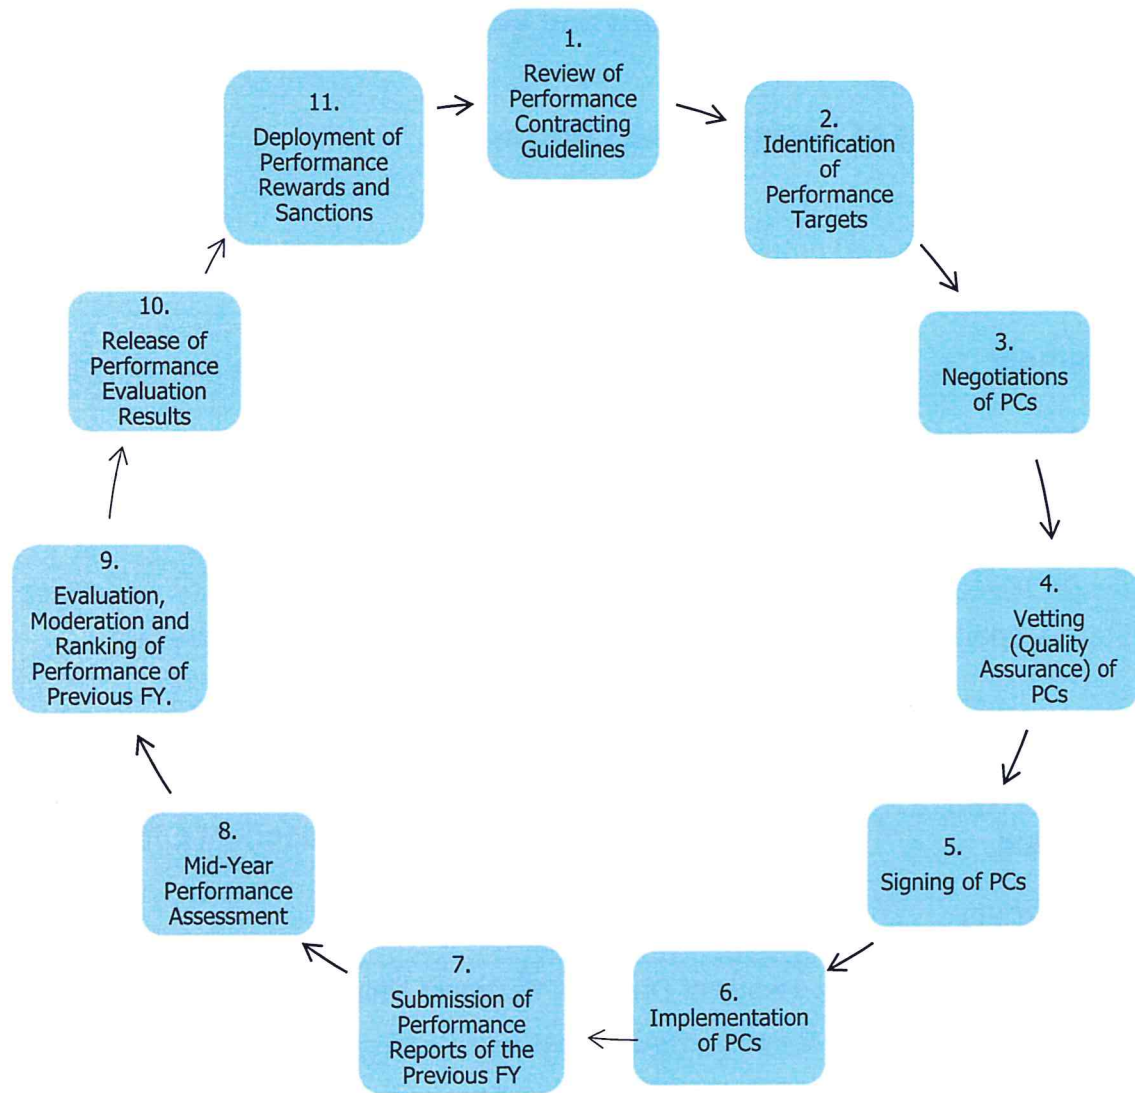 1.
Review of
Performance
Contracting
Guidelines
2.
Identification
of
Performance
Targets
3.
Negotiations
of PCs
4.
Vetting
(Quality
Assurance) of
PCs
5.
Signing of PCs
6.
Implementation
of PCs
7.
Submission of
Performance
Reports of the
Previous FY
8.
Mid-Year
Performance
Assessment
9.
Evaluation,
Moderation and
Ranking of
Performance of
Previous FY.
10.
Release of
Performance
Evaluation
Results
11.
Deployment of
Performance
Rewards and
Sanctions